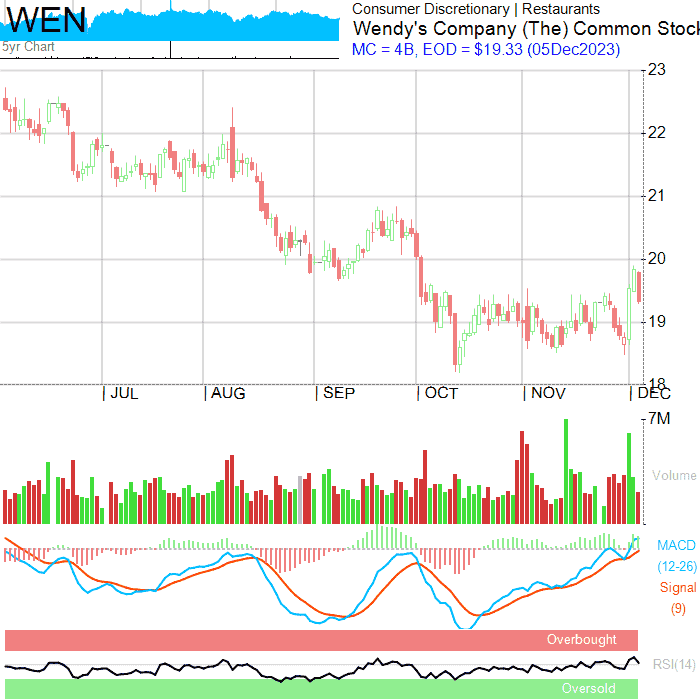 WEN
5yr Chart
Consumer Discretionary | Restaurants
Wendy's Company (The) Common Stock
MC = 4B, EOD = $19.33 (05Dec2023)
23
22
21
20
19
18
| JUL | AUG | SEP | OCT | NOV | DEC
7M
Volume
MACD
(12-26)
Signal
(9)
Overbought
RSI(14)
Oversold